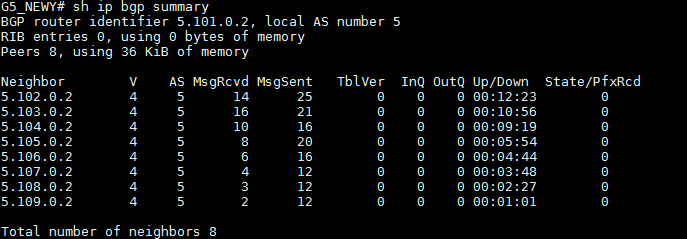 G5_NEWY# sh ip bgp summary
BGP router identifier 5.101.0.2, local AS number 5
RIB entries 0, using 0 bytes of memory
Peers 8, using 36 KiB of memory
Neighbor V AS MsgRcvd MsgSent TblVer InQ OutQ Up/Down State/PfxRcd
5.102.0.2 4 5 14 25 0 0 0 00:12:23 0
5.103.0.2 4 5 16 21 0 0 0 00:10:56 0
5.104.0.2 4 5 10 16 0 0 0 00:09:19 0
5.105.0.2 4 5 8 20 0 0 0 00:05:54 0
5.106.0.2 4 5 6 16 0 0 0 00:04:44 0
5.107.0.2 4 5 4 12 0 0 0 00:03:48 0
5.108.0.2 4 5 3 12 0 0 0 00:02:27 0
5.109.0.2 4 5 2 12 0 0 0 00:01:01 0
Total number of neighbors 8